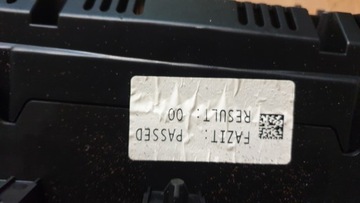 FAZIT: PASSED
RESULT: 00